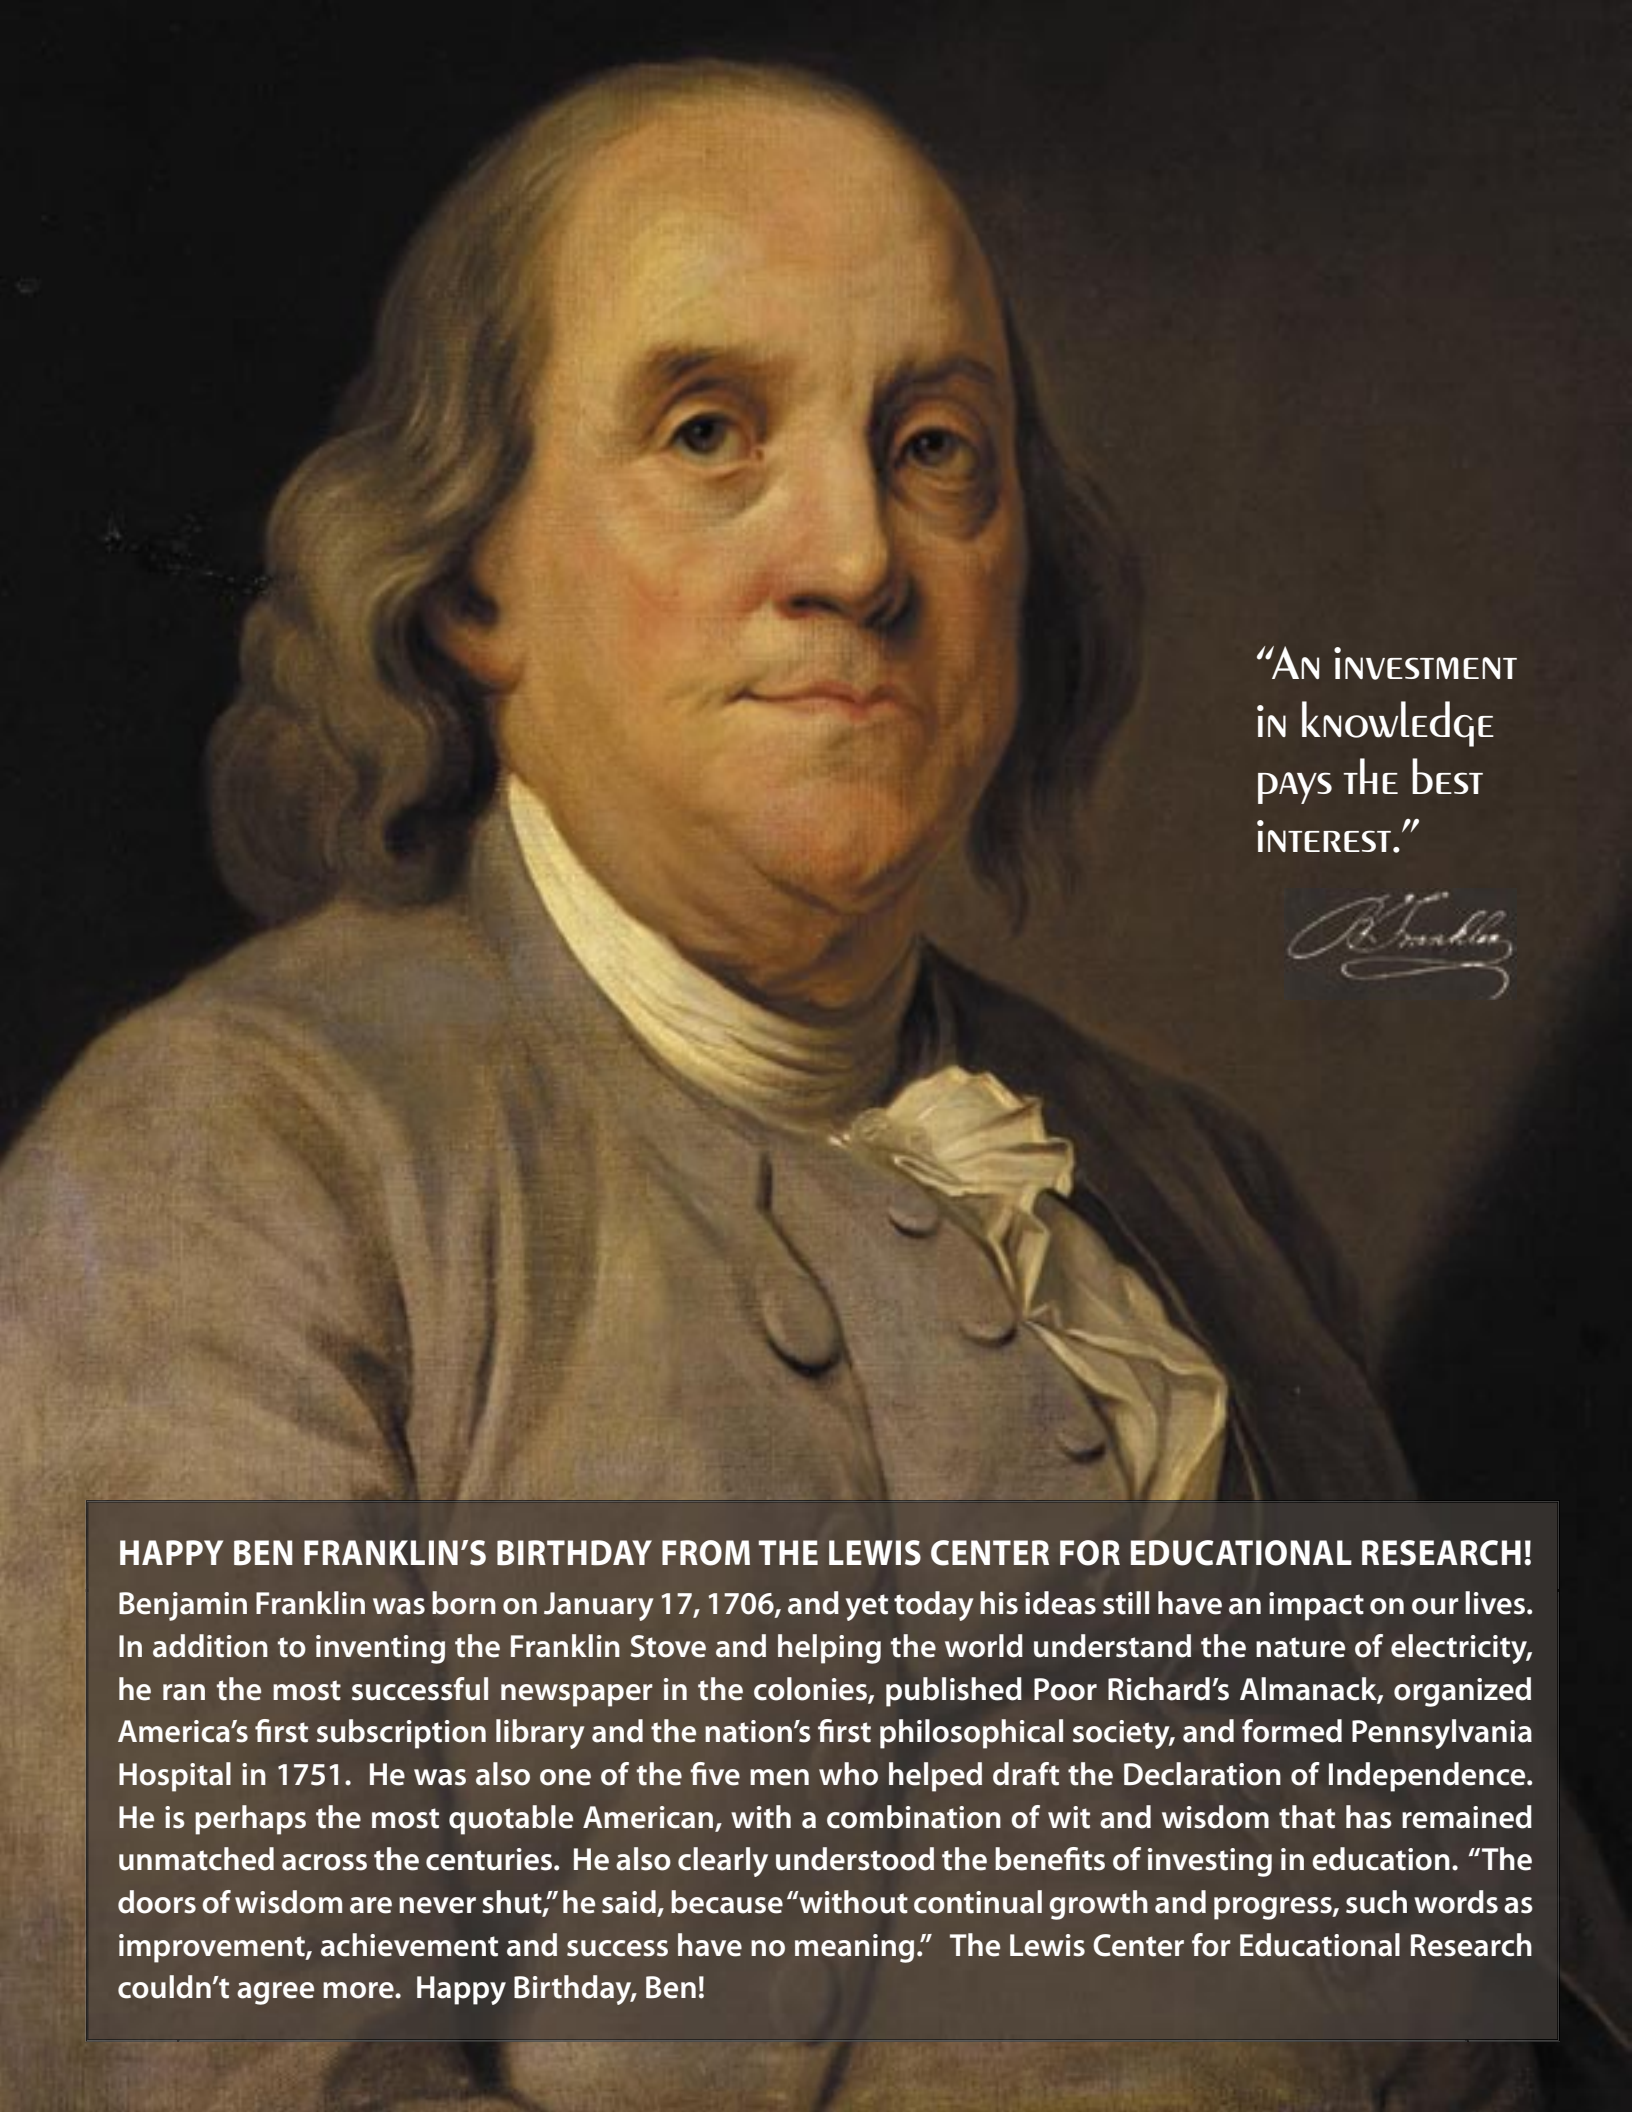 “An investment
in knowledge
pays the best
interest.”
B Franklin
HAPPY BEN FRANKLIN’S BIRTHDAY FROM THE LEWIS CENTER FOR EDUCATIONAL RESEARCH!
Benjamin Franklin was born on January 17, 1706, and yet today his ideas still have an impact on our lives.
In addition to inventing the Franklin Stove and helping the world understand the nature of electricity,
he ran the most successful newspaper in the colonies, published Poor Richard’s Almanack, organized
America’s first subscription library and the nation’s first philosophical society, and formed Pennsylvania
Hospital in 1751.  He was also one of the five men who helped draft the Declaration of Independence.
He is perhaps the most quotable American, with a combination of wit and wisdom that has remained
unmatched across the centuries.  He also clearly understood the benefits of investing in education. “The
doors of wisdom are never shut,” he said, because “without continual growth and progress, such words as
improvement, achievement and success have no meaning.”  The Lewis Center for Educational Research
couldn’t agree more.  Happy Birthday, Ben!